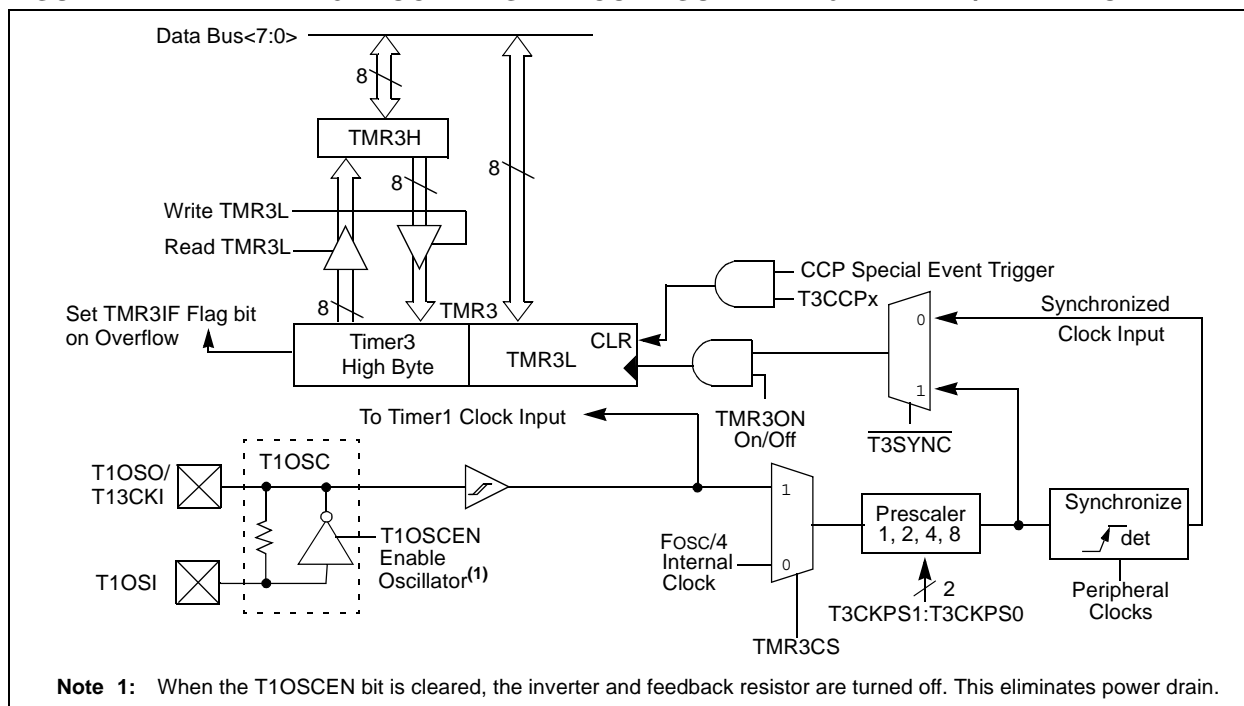 Data Bus<7:0>
8
TMR3H
8
8
Write TMR3L
Read TMR3L
8
TMR3
CCP Special Event Trigger
T3CCPx
Set TMR3IF Flag bit
on Overflow
Timer3
High Byte
TMR3L
CLR
0
1
Synchronized
Clock Input
TMR3ON
On/Off
T3SYNC
To Timer1 Clock Input
T1OSO/
T13CKI
T1OSC
T1OSI
T1OSCEN
Enable
Oscillator(1)
FOSC/4
Internal
Clock
1
0
TMR3CS
Prescaler
1, 2, 4, 8
2
T3CKPS1:T3CKPS0
Synchronize
det
Peripheral
Clocks
Note 1: When the T1OSCEN bit is cleared, the inverter and feedback resistor are turned off. This eliminates power drain.